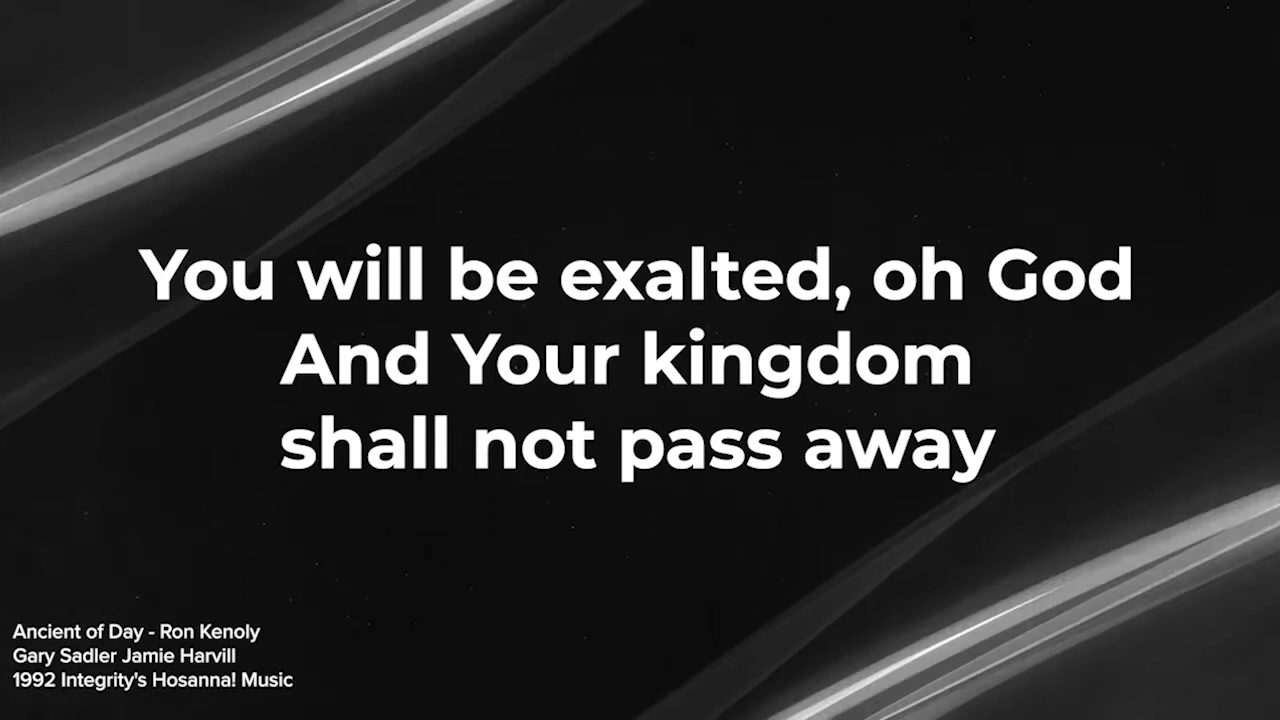 You will be exalted, oh God
And Your kingdom
shall not pass away
Ancient of Day - Ron Kenoly
Gary Sadler Jamie Harvill
1992 Integrity's Hosanna! Music